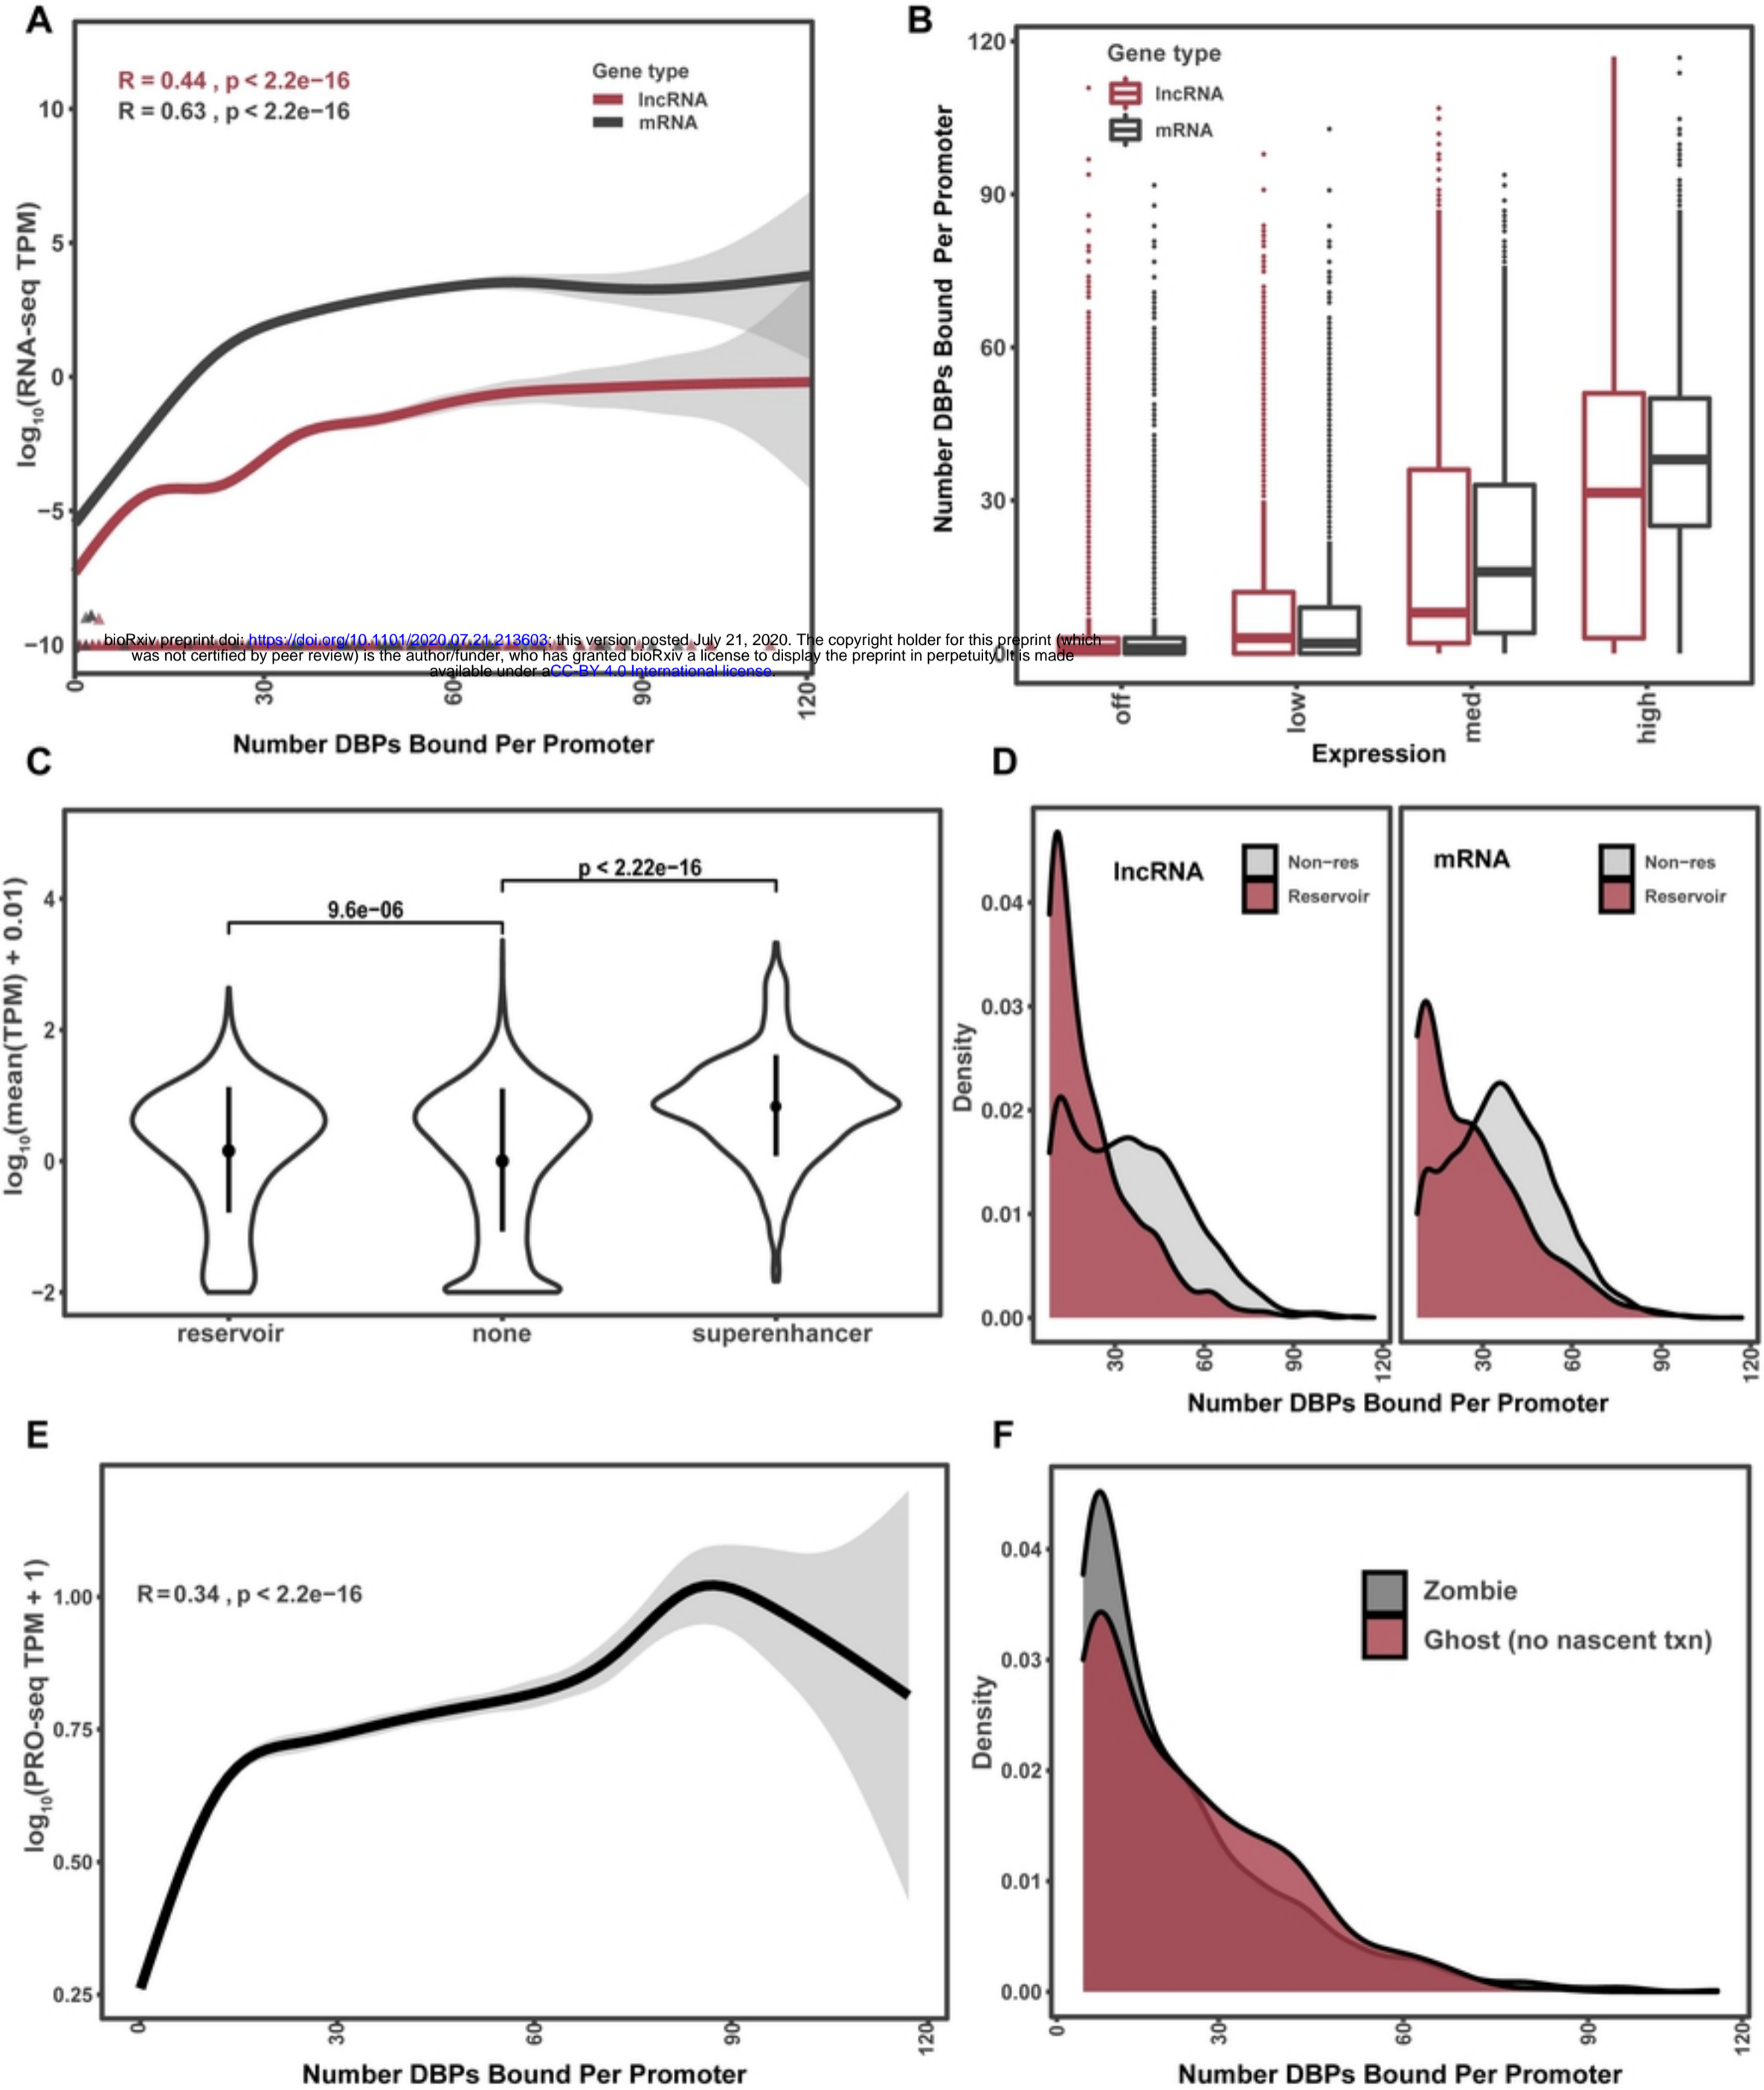 A
R = 0.44 , p < 2.2e−16
R = 0.63 , p < 2.2e−16
Gene type
lncRNA
mRNA
log10(RNA-seq TPM)
10
5
0
−5
−10
0
30
60
90
120
Number DBPs Bound Per Promoter
bioRxiv preprint doi: https://doi.org/10.1101/2020.07.21.213603; this version posted July 21, 2020. The copyright holder for this preprint (which
was not certified by peer review) is the author/funder, who has granted bioRxiv a license to display the preprint in perpetuity. It is made
available under aCC-BY 4.0 International license.
B
Gene type
lncRNA
mRNA
Number DBPs Bound Per Promoter
120
90
60
30
0
off
low
med
high
Expression
C
log10(mean(TPM) + 0.01)
4
2
0
−2
9.6e−06
p < 2.22e−16
reservoir
none
superenhancer
D
lncRNA
Non−res
Reservoir
mRNA
Non−res
Reservoir
Density
0.04
0.03
0.02
0.01
0.00
30
60
90
120
30
60
90
120
Number DBPs Bound Per Promoter
E
R=0.34 , p < 2.2e−16
log10(PRO-seq TPM + 1)
1.00
0.75
0.50
0.25
0
30
60
90
120
Number DBPs Bound Per Promoter
F
Zombie
Ghost (no nascent txn)
Density
0.04
0.03
0.02
0.01
0.00
0
30
60
90
120
Number DBPs Bound Per Promoter